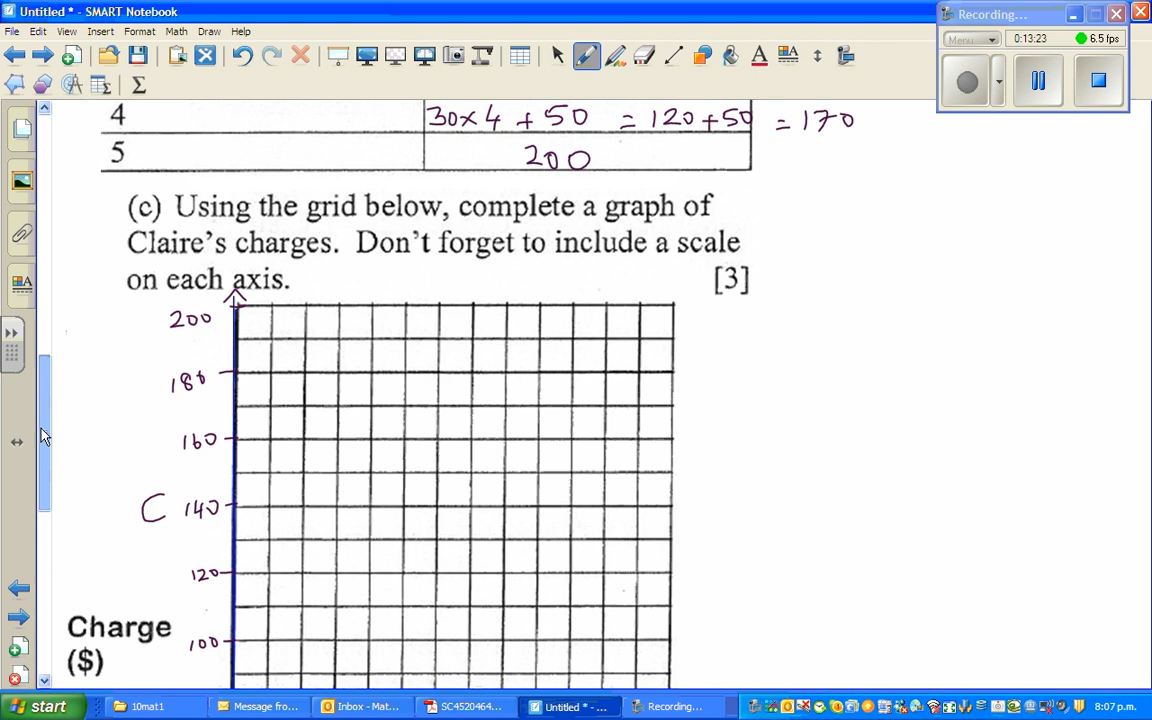 Untitled * - SMART Notebook
File Edit View Insert Format Math Draw Help
Recording...
Menu 0:13:23 6.5 fps
4 30 x 4 + 50 = 120 + 50 = 170
5 200
(c) Using the grid below, complete a graph of
Claire's charges. Don't forget to include a scale
on each axis. [3]
200
180
160
C 140
120
Charge
($)
100
start 10mat1 Message fro... Inbox - Mat... SC4520464... Untitled * - ... Recording... 8:07 p.m.